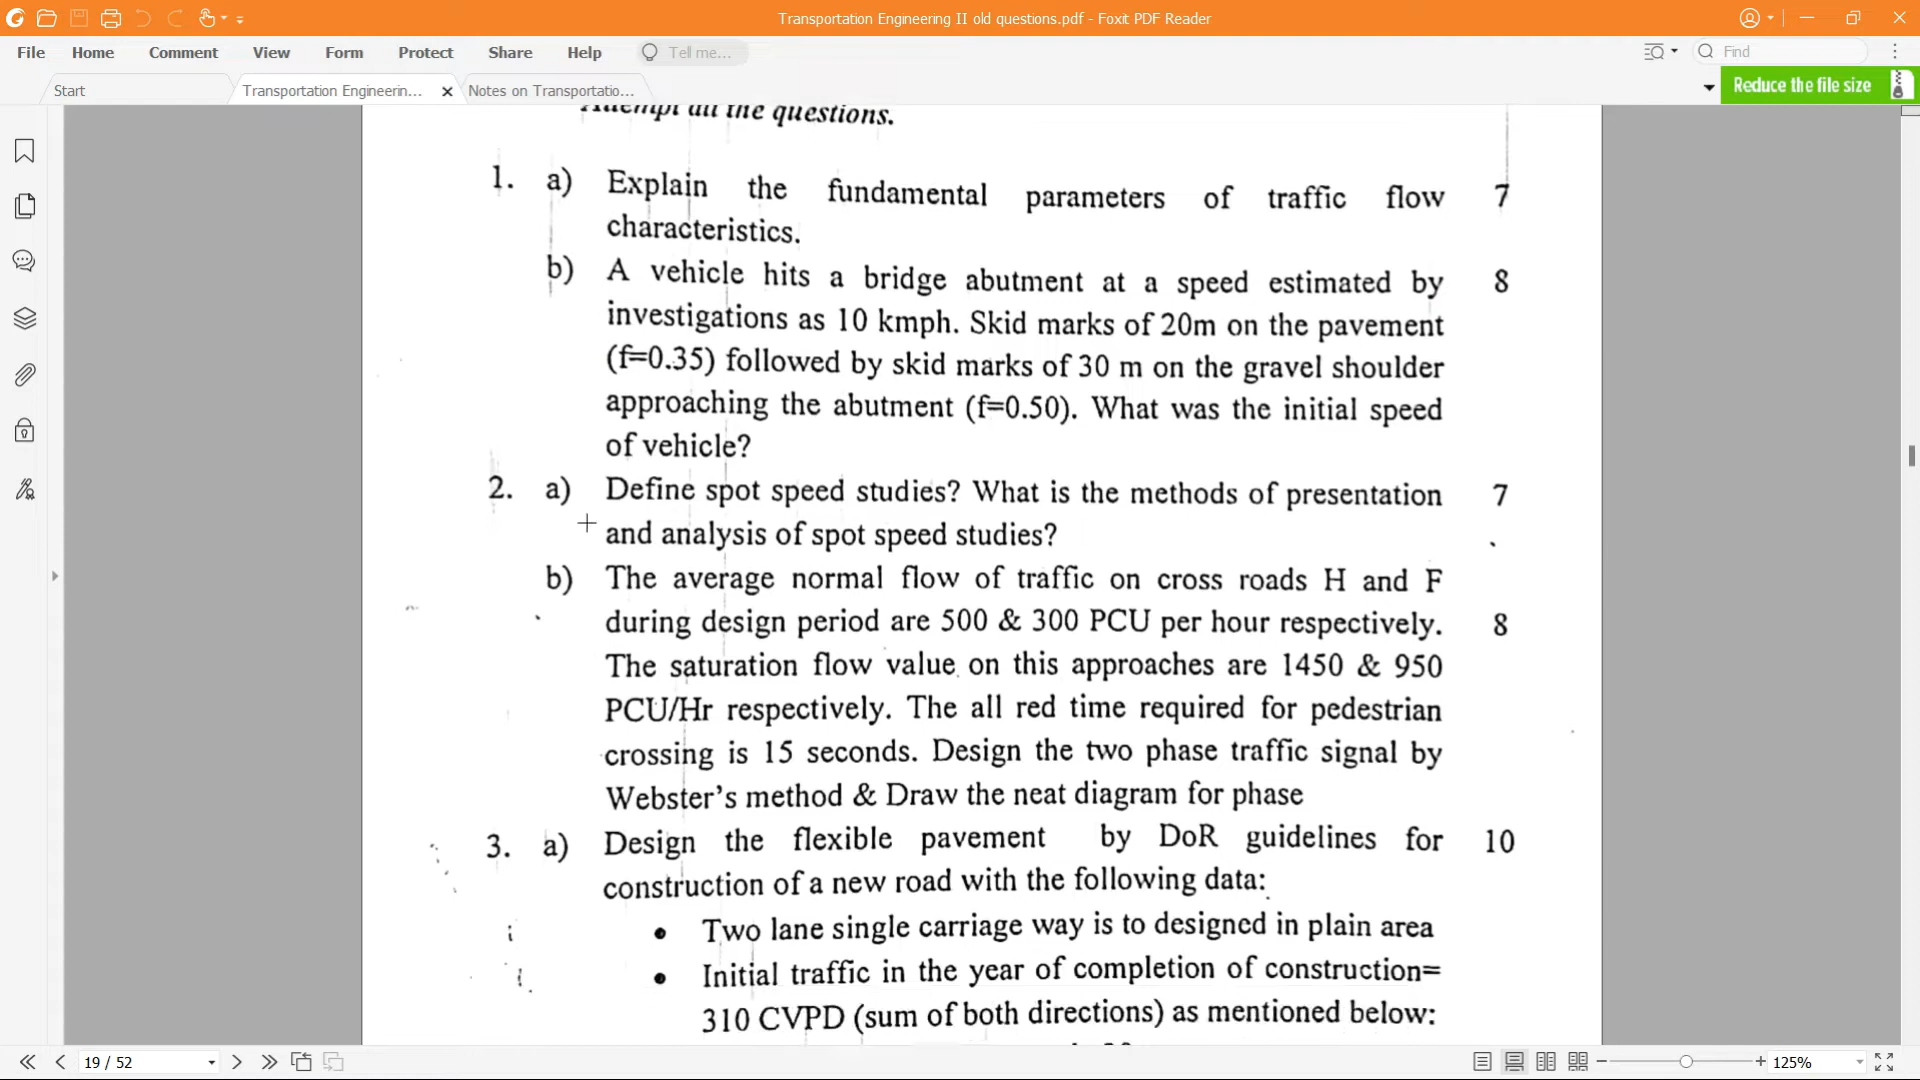 Transportation Engineering II old questions.pdf - Foxit PDF Reader
File Home Comment View Form Protect Share Help Tell me... Find
Start Transportation Engineerin... Notes on Transportatio... Reduce the file size
Attempt all the questions.
1. a) Explain the fundamental parameters of traffic flow 7
characteristics.
b) A vehicle hits a bridge abutment at a speed estimated by 8
investigations as 10 kmph. Skid marks of 20m on the pavement
(f=0.35) followed by skid marks of 30 m on the gravel shoulder
approaching the abutment (f=0.50). What was the initial speed
of vehicle?
2. a) Define spot speed studies? What is the methods of presentation 7
and analysis of spot speed studies?
b) The average normal flow of traffic on cross roads H and F
during design period are 500 & 300 PCU per hour respectively. 8
The saturation flow value on this approaches are 1450 & 950
PCU/Hr respectively. The all red time required for pedestrian
crossing is 15 seconds. Design the two phase traffic signal by
Webster's method & Draw the neat diagram for phase
3. a) Design the flexible pavement by DoR guidelines for 10
construction of a new road with the following data:
• Two lane single carriage way is to designed in plain area
• Initial traffic in the year of completion of construction=
310 CVPD (sum of both directions) as mentioned below:
19 / 52 125%